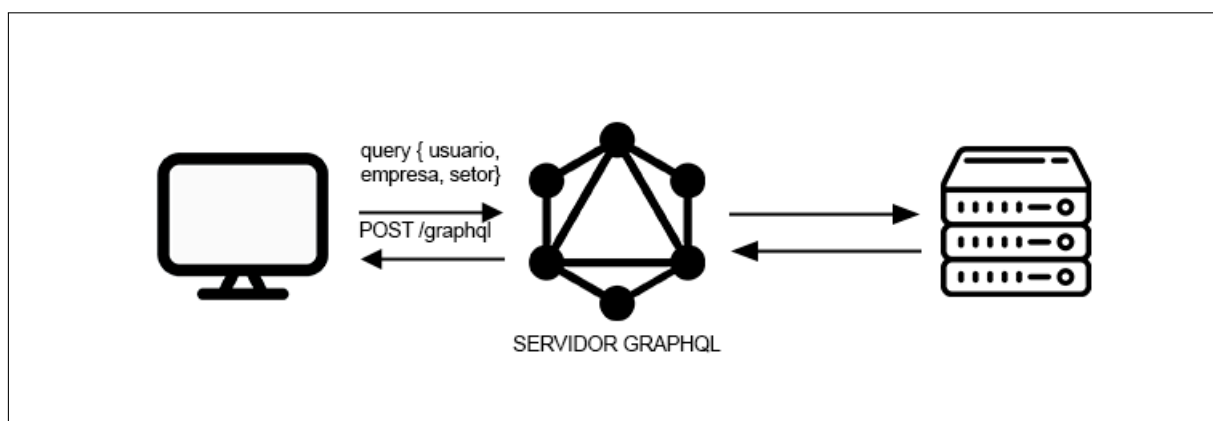 query { usuario,
empresa, setor}
POST /graphql
SERVIDOR GRAPHQL